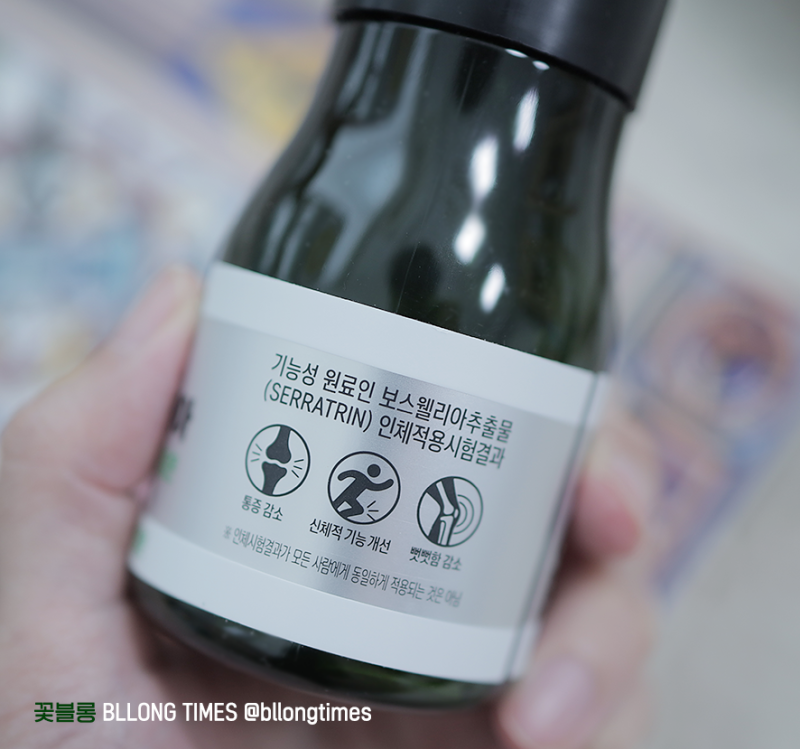 기능성 원료인 보스웰리아추출물
(SERRATRIN) 인체적용시험결과
통증 감소
신체적 기능 개선
뻣뻣함 감소
※ 인체시험결과가 모든 사람에게 동일하게 적용되는 것은 아님
꽃블롱 BLLONG TIMES @bllongtimes